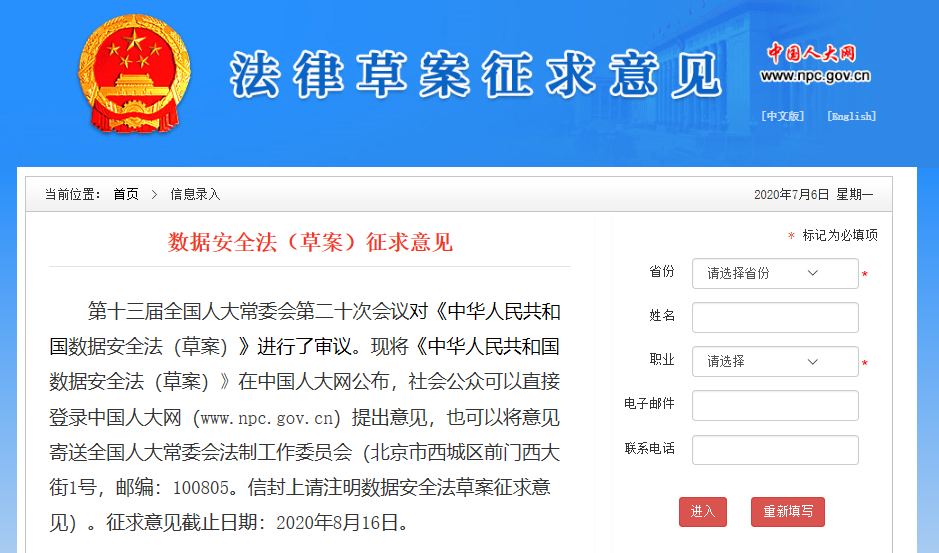 法律草案征求意见
中国人大网
www.npc.gov.cn
[中文版] [English]
当前位置： 首页 > 信息录入
2020年7月6日 星期一
数据安全法（草案）征求意见
第十三届全国人大常委会第二十次会议对《中华人民共和
国数据安全法（草案）》进行了审议。现将《中华人民共和国
数据安全法（草案）》在中国人大网公布，社会公众可以直接
登录中国人大网（www.npc.gov.cn）提出意见，也可以将意见
寄送全国人大常委会法制工作委员会（北京市西城区前门西大
街1号，邮编：100805。信封上请注明数据安全法草案征求意
见）。征求意见截止日期：2020年8月16日。
* 标记为必填项
省份 请选择省份 *
姓名
职业 请选择 *
电子邮件
联系电话
进入 重新填写